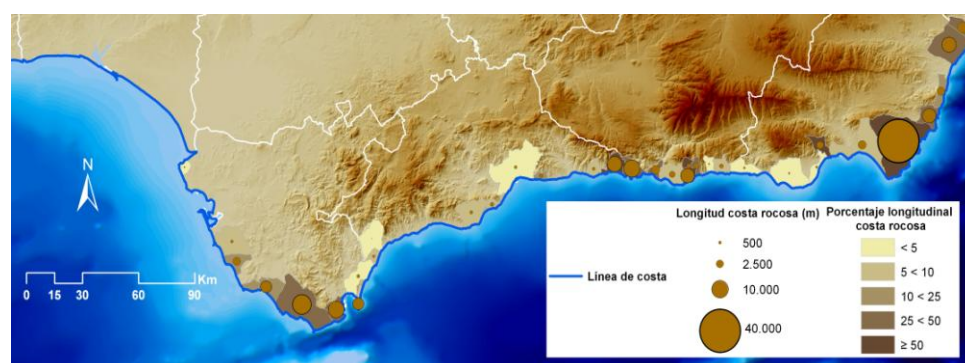 N
Km
0 15 30 60 90
Línea de costa
Longitud costa rocosa (m)
500
2.500
10.000
40.000
Porcentaje longitudinal
costa rocosa
< 5
5 < 10
10 < 25
25 < 50
≥ 50